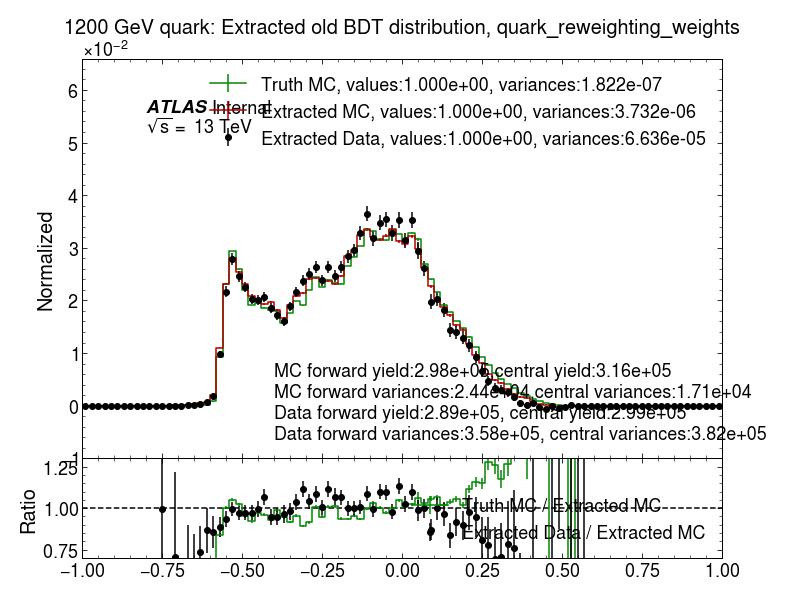 1200 GeV quark: Extracted old BDT distribution, quark_reweighting_weights
×10⁻²
Truth MC, values:1.000e+00, variances:1.822e-07
ATLAS Internal
Extracted MC, values:1.000e+00, variances:3.732e-06
√s = 13 TeV
Extracted Data, values:1.000e+00, variances:6.636e-05
6
5
4
3
2
1
0
1
Normalized
MC forward yield:2.98e+05, central yield:3.16e+05
MC forward variances:2.44e+04 central variances:1.71e+04
Data forward yield:2.89e+05, central yield:2.99e+05
Data forward variances:3.58e+05, central variances:3.82e+05
1.25
1.00
0.75
Ratio
Truth MC / Extracted MC
Extracted Data / Extracted MC
−1.00 −0.75 −0.50 −0.25 0.00 0.25 0.50 0.75 1.00